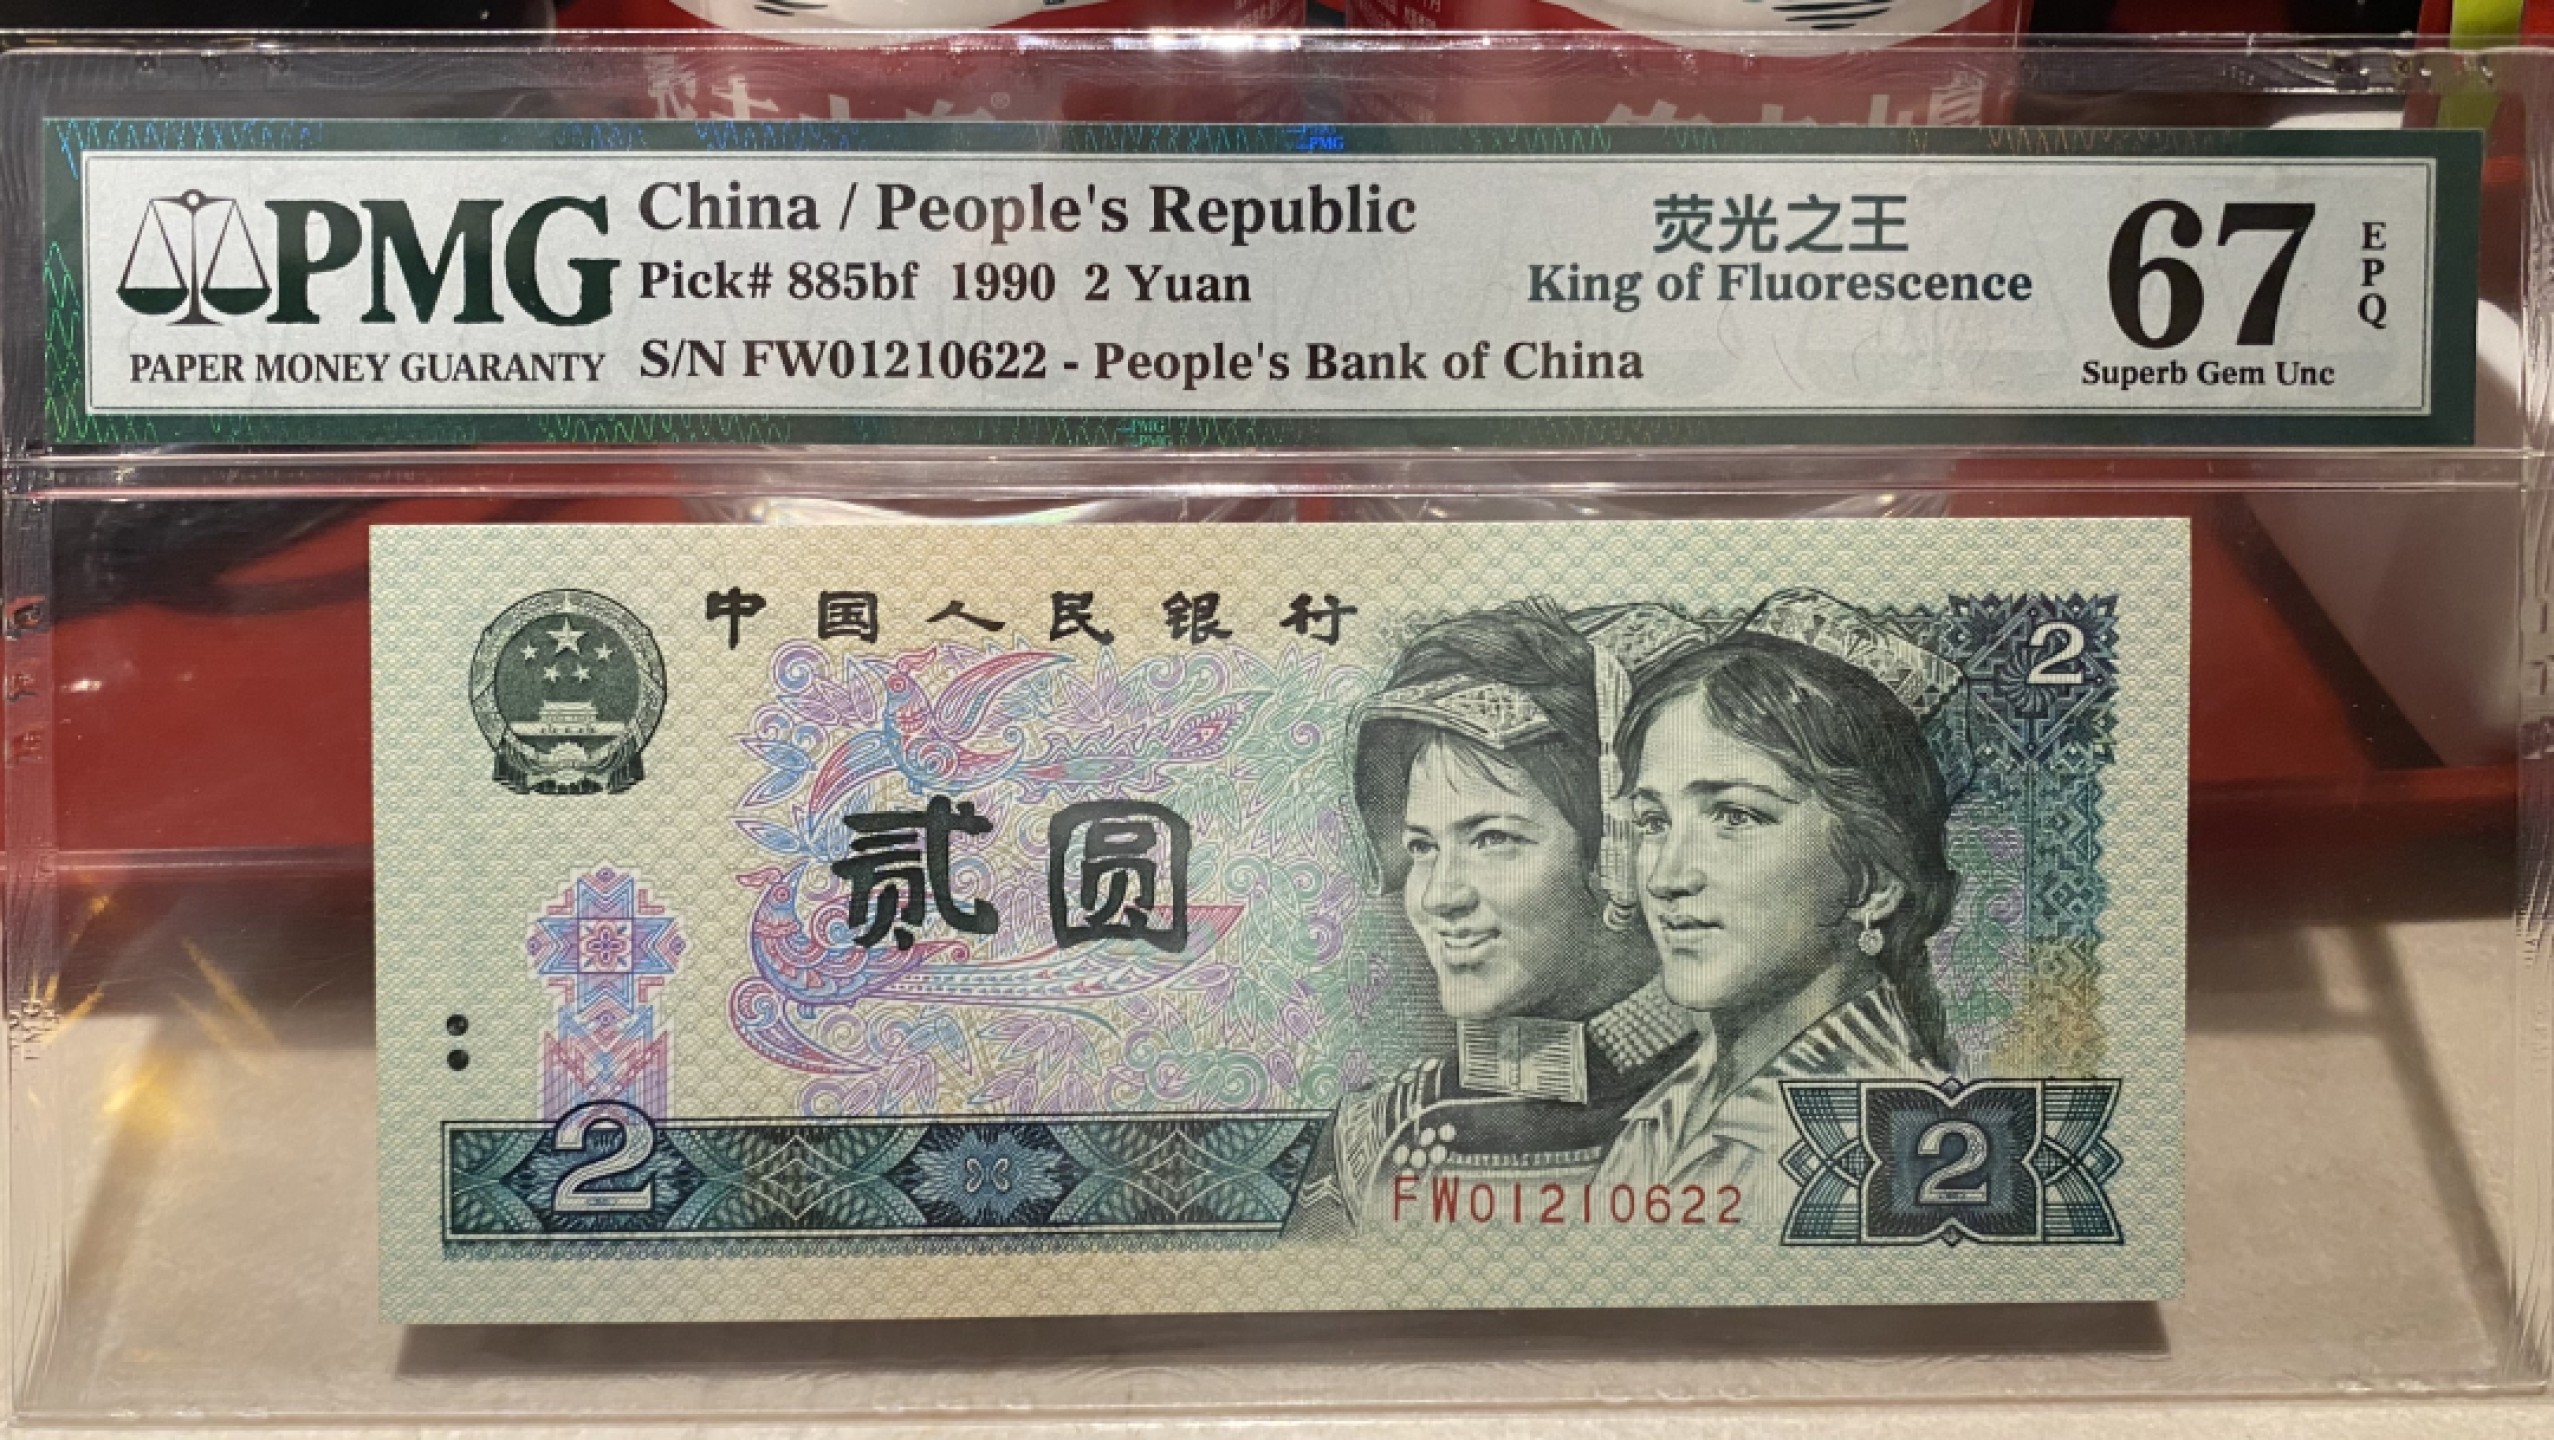 PMG
China / People's Republic
荧光之王
67
EPQ
Pick# 885bf 1990 2 Yuan
King of Fluorescence
PAPER MONEY GUARANTY
S/N FW01210622 - People's Bank of China
Superb Gem Unc
中国人民银行
2
贰圆
2
FW01210622
2